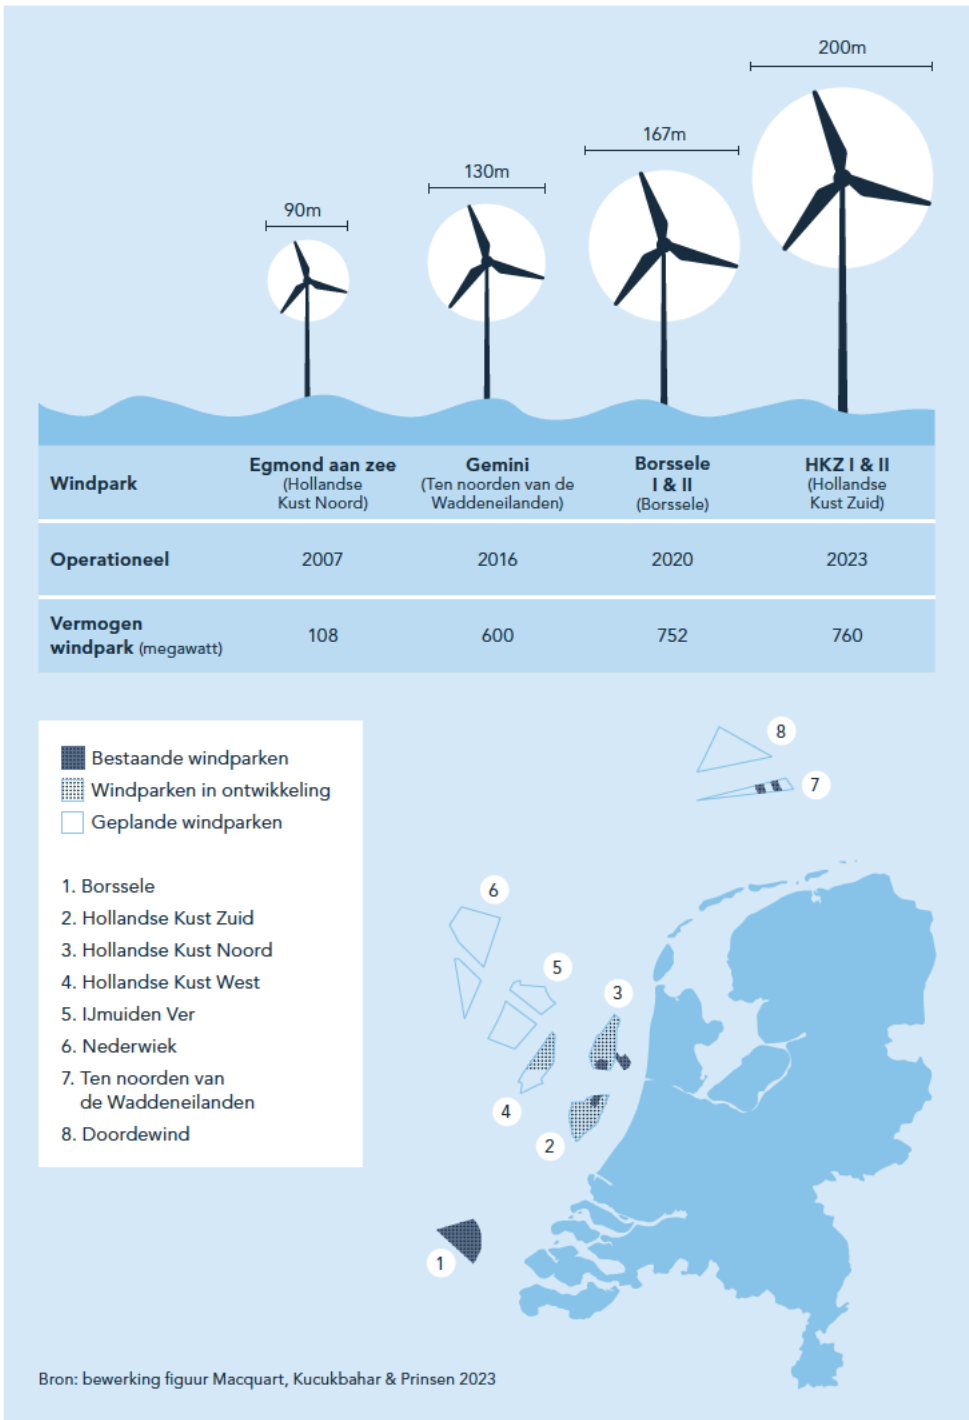 200m
167m
130m
90m
Windpark
Egmond aan zee
(Hollandse
Kust Noord)
Gemini
(Ten noorden van de
Waddeneilanden)
Borssele
I & II
(Borssele)
HKZ I & II
(Hollandse
Kust Zuid)
Operationeel 2007 2016 2020 2023
Vermogen
windpark (megawatt) 108 600 752 760
Bestaande windparken
Windparken in ontwikkeling
Geplande windparken
1. Borssele
2. Hollandse Kust Zuid
3. Hollandse Kust Noord
4. Hollandse Kust West
5. IJmuiden Ver
6. Nederwiek
7. Ten noorden van
de Waddeneilanden
8. Doordewind
8
7
6
5
3
4
2
1
Bron: bewerking figuur Macquart, Kucukbahar & Prinsen 2023